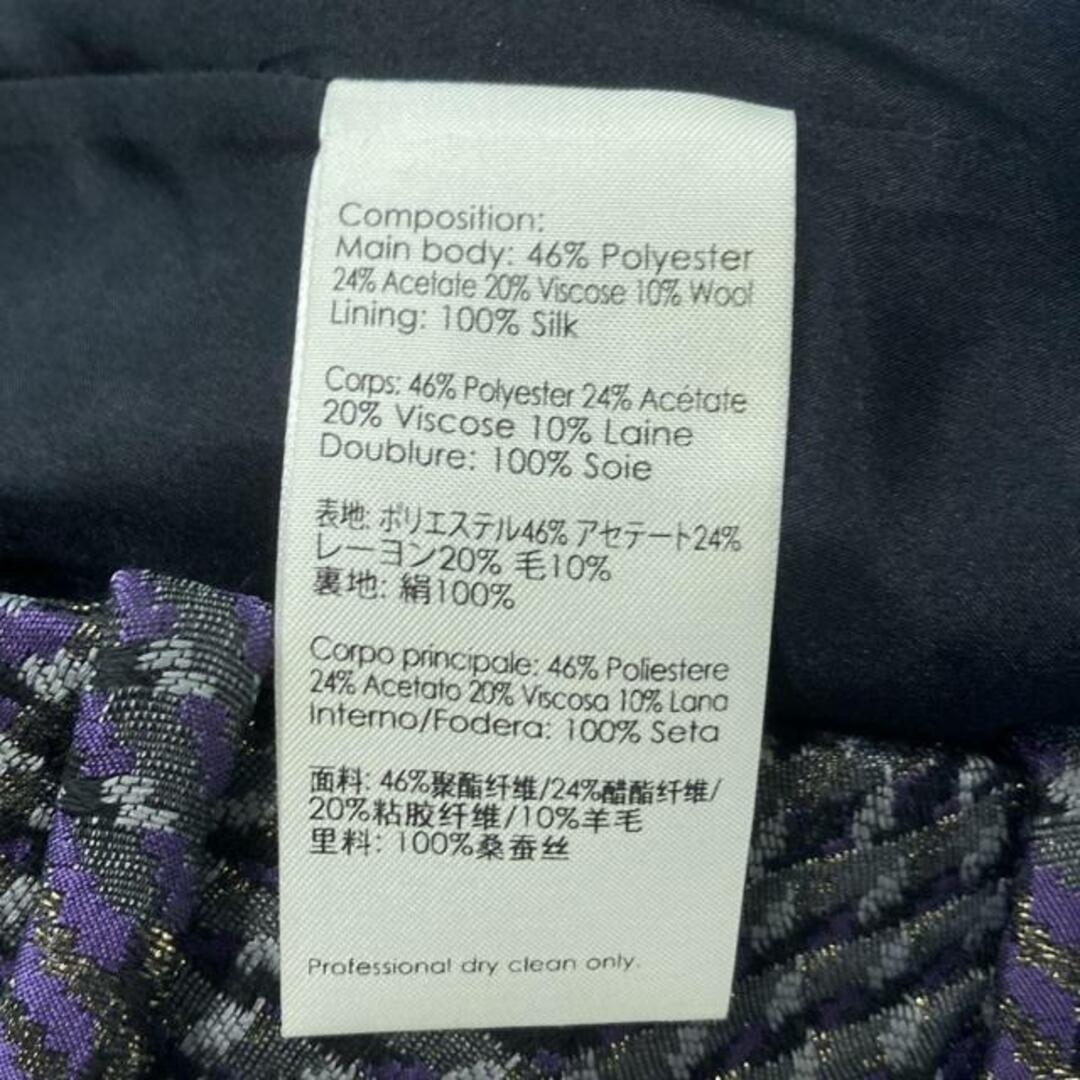 Composition:
Main body: 46% Polyester
24% Acetate 20% Viscose 10% Wool
Lining: 100% Silk
Corps: 46% Polyester 24% Acétate
20% Viscose 10% Laine
Doublure: 100% Soie
表地: ポリエステル46% アセテート24%
レーヨン20% 毛10%
裏地: 絹100%
Corpo principale: 46% Poliestere
24% Acetato 20% Viscosa 10% Lana
Interno/Fodera: 100% Seta
面料: 46%聚酯纤维/24%醋酯纤维/
20%粘胶纤维/10%羊毛
里料: 100%桑蚕丝
Professional dry clean only.